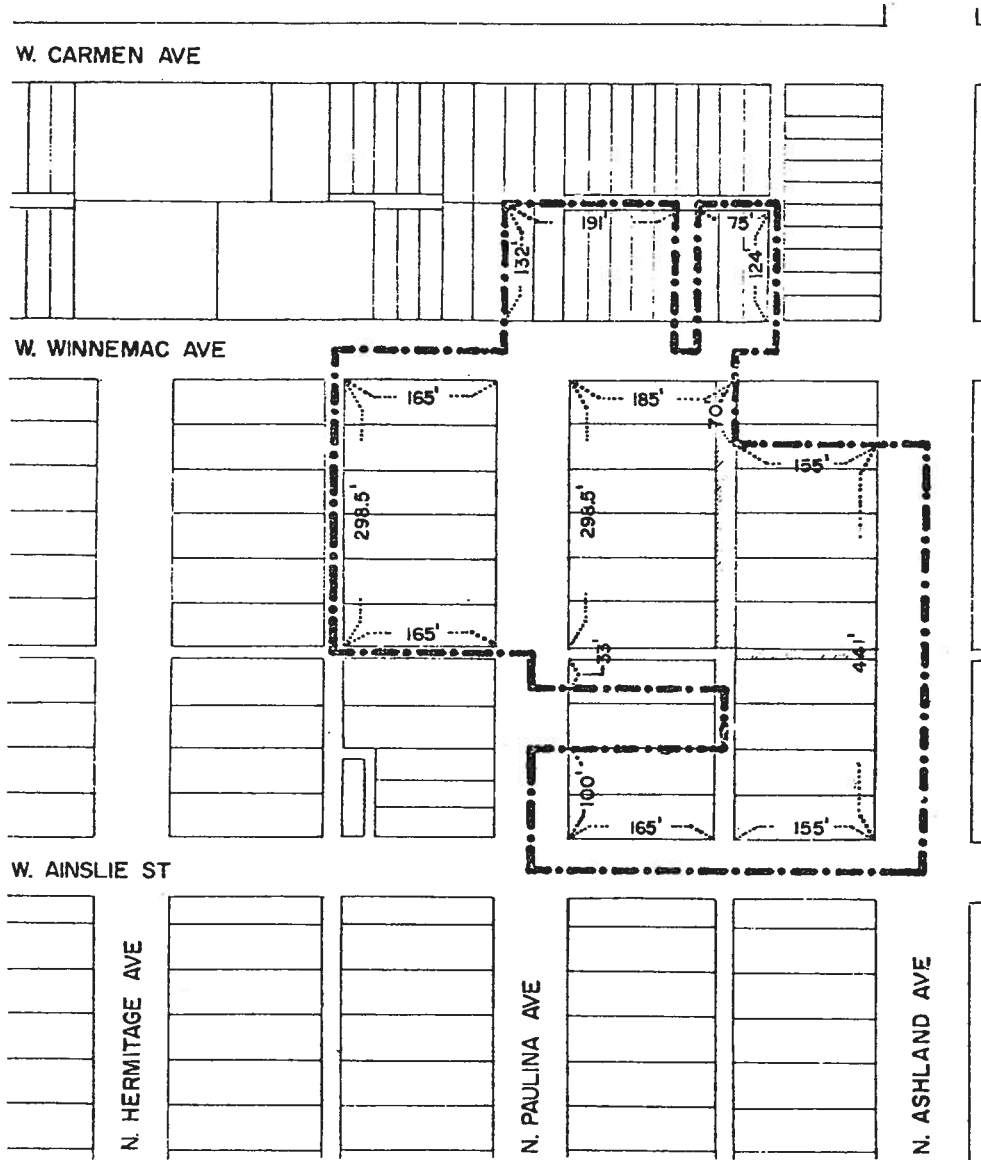 W. CARMEN AVE
191'
75'
132'
124'
W. WINNEMAC AVE
165'
185'
70'
155'
298.5'
298.5'
165'
33'
441'
100'
165'
155'
W. AINSLIE ST
N. HERMITAGE AVE
N. PAULINA AVE
N. ASHLAND AVE